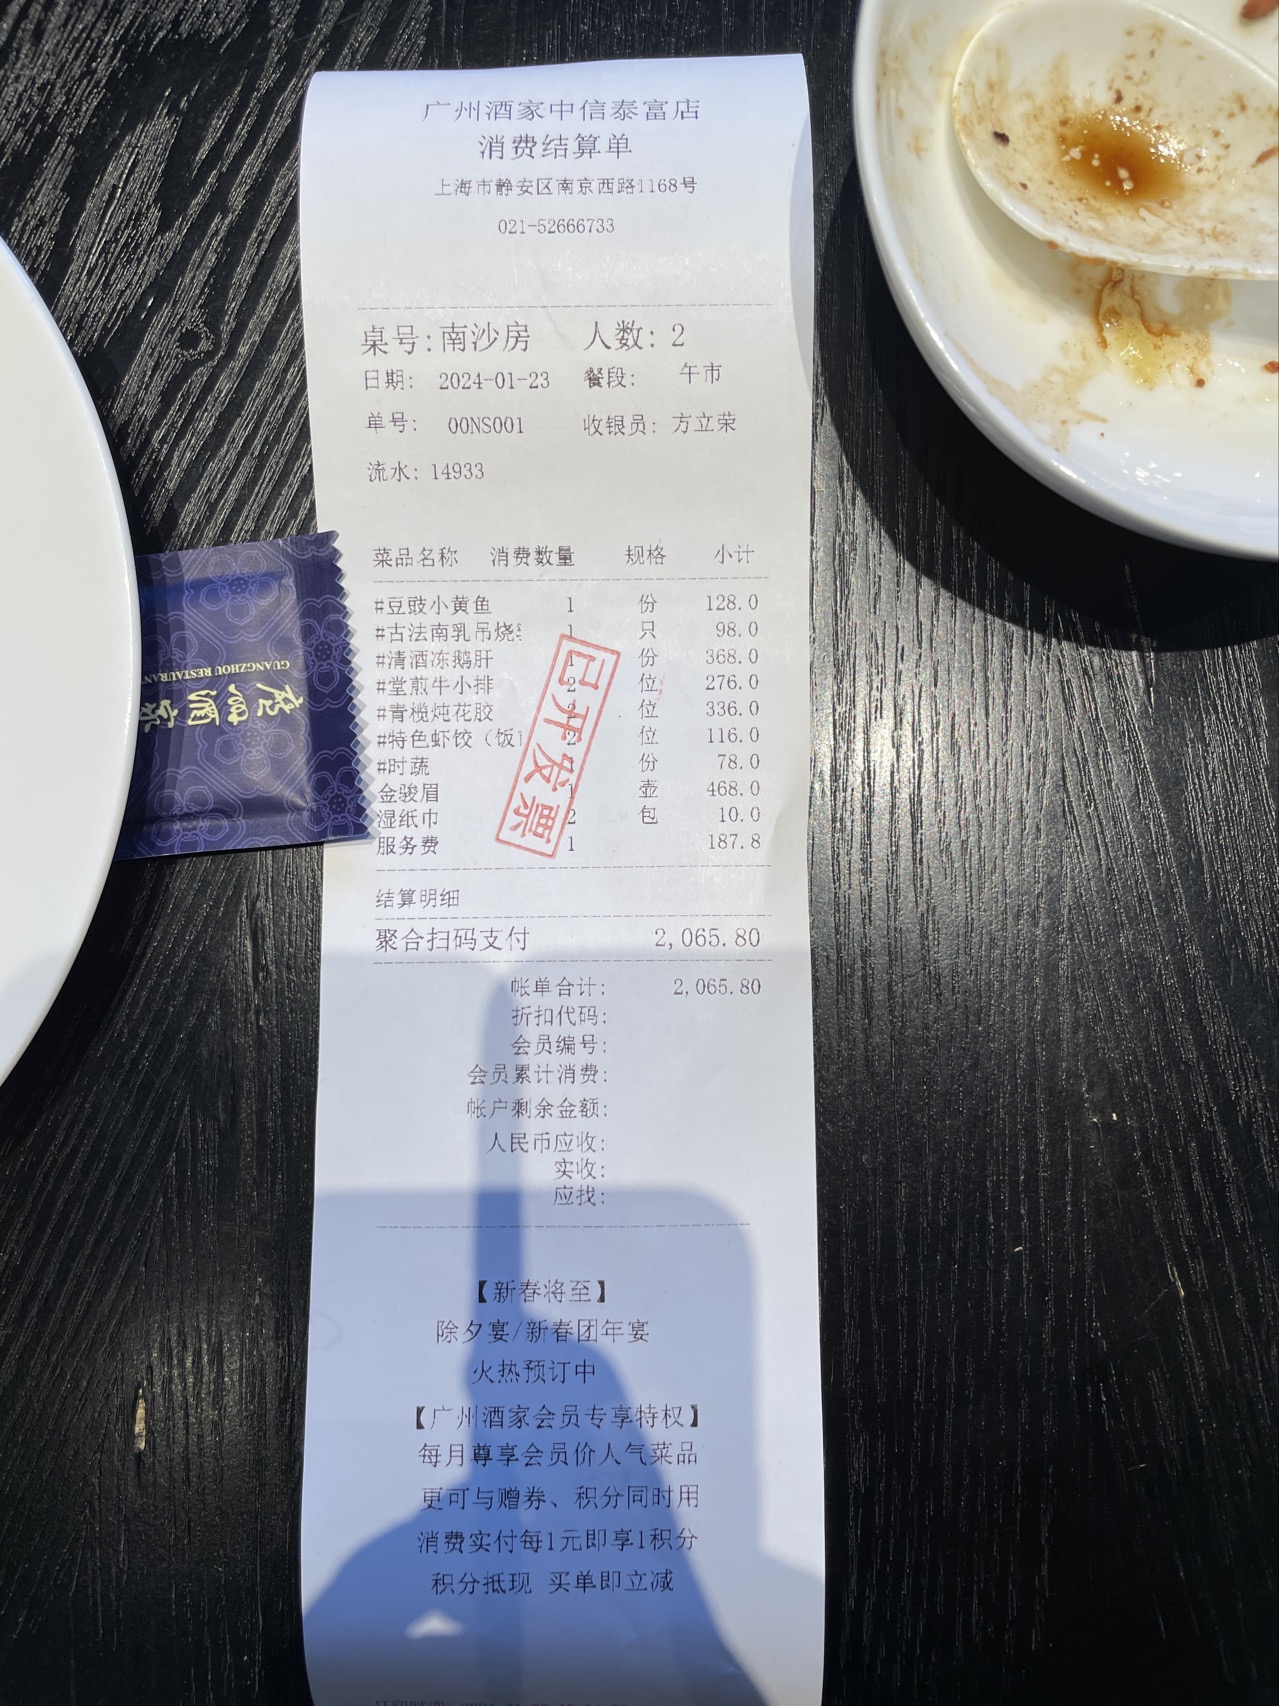 广州酒家中信泰富店
消费结算单
上海市静安区南京西路1168号
021-52666733
桌号:南沙房 人数: 2
日期: 2024-01-23 餐段: 午市
单号: 00NS001 收银员: 方立荣
流水: 14933
菜品名称 消费数量 规格 小计
#豆豉小黄鱼 1 份 128.0
#古法南乳吊烧 1 只 98.0
#清酒冻鹅肝 1 份 368.0
#堂煎牛小排 2 位 276.0
#青榄炖花胶 位 336.0
#特色虾饺（饭 2 位 116.0
#时蔬 份 78.0
金骏眉 1 壶 468.0
湿纸巾 2 包 10.0
服务费 1 187.8
已开发票
结算明细
聚合扫码支付 2,065.80
帐单合计: 2,065.80
折扣代码:
会员编号:
会员累计消费:
帐户剩余金额:
人民币应收:
实收:
应找:
【新春将至】
除夕宴/新春团年宴
火热预订中
【广州酒家会员专享特权】
每月尊享会员价人气菜品
更可与赠券、积分同时用
消费实付每1元即享1积分
积分抵现 买单即立减
GUANGZHOU RESTAURANT
廣州酒家